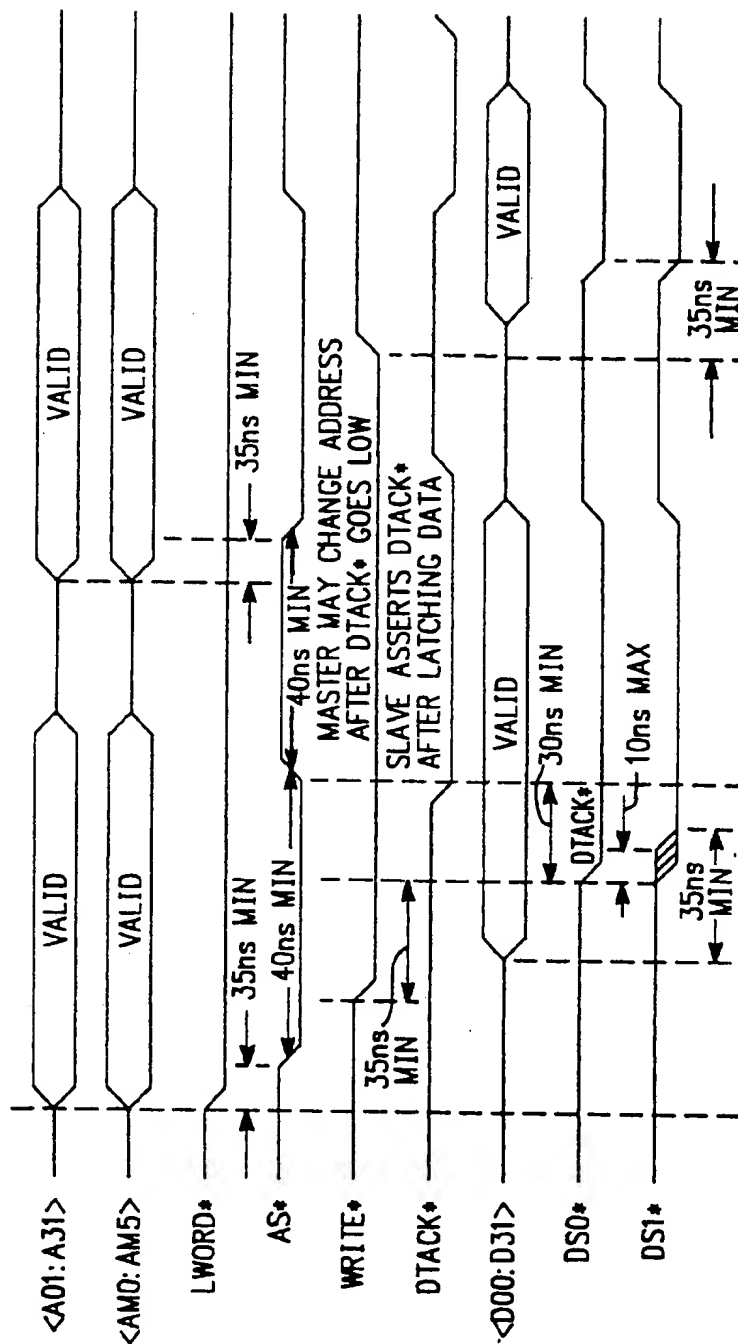 <A01:A31>
VALID
VALID
<AM0:AM5>
VALID
VALID
LWORD*
35ns MIN
35ns MIN
AS*
40ns MIN
40ns MIN
MASTER MAY CHANGE ADDRESS
AFTER DTACK* GOES LOW
WRITE*
35ns
MIN
SLAVE ASSERTS DTACK*
AFTER LATCHING DATA
DTACK*
<D00:D31>
VALID
VALID
30ns MIN
DTACK*
10ns MAX
DS0*
DS1*
35ns
MIN
35ns
MIN